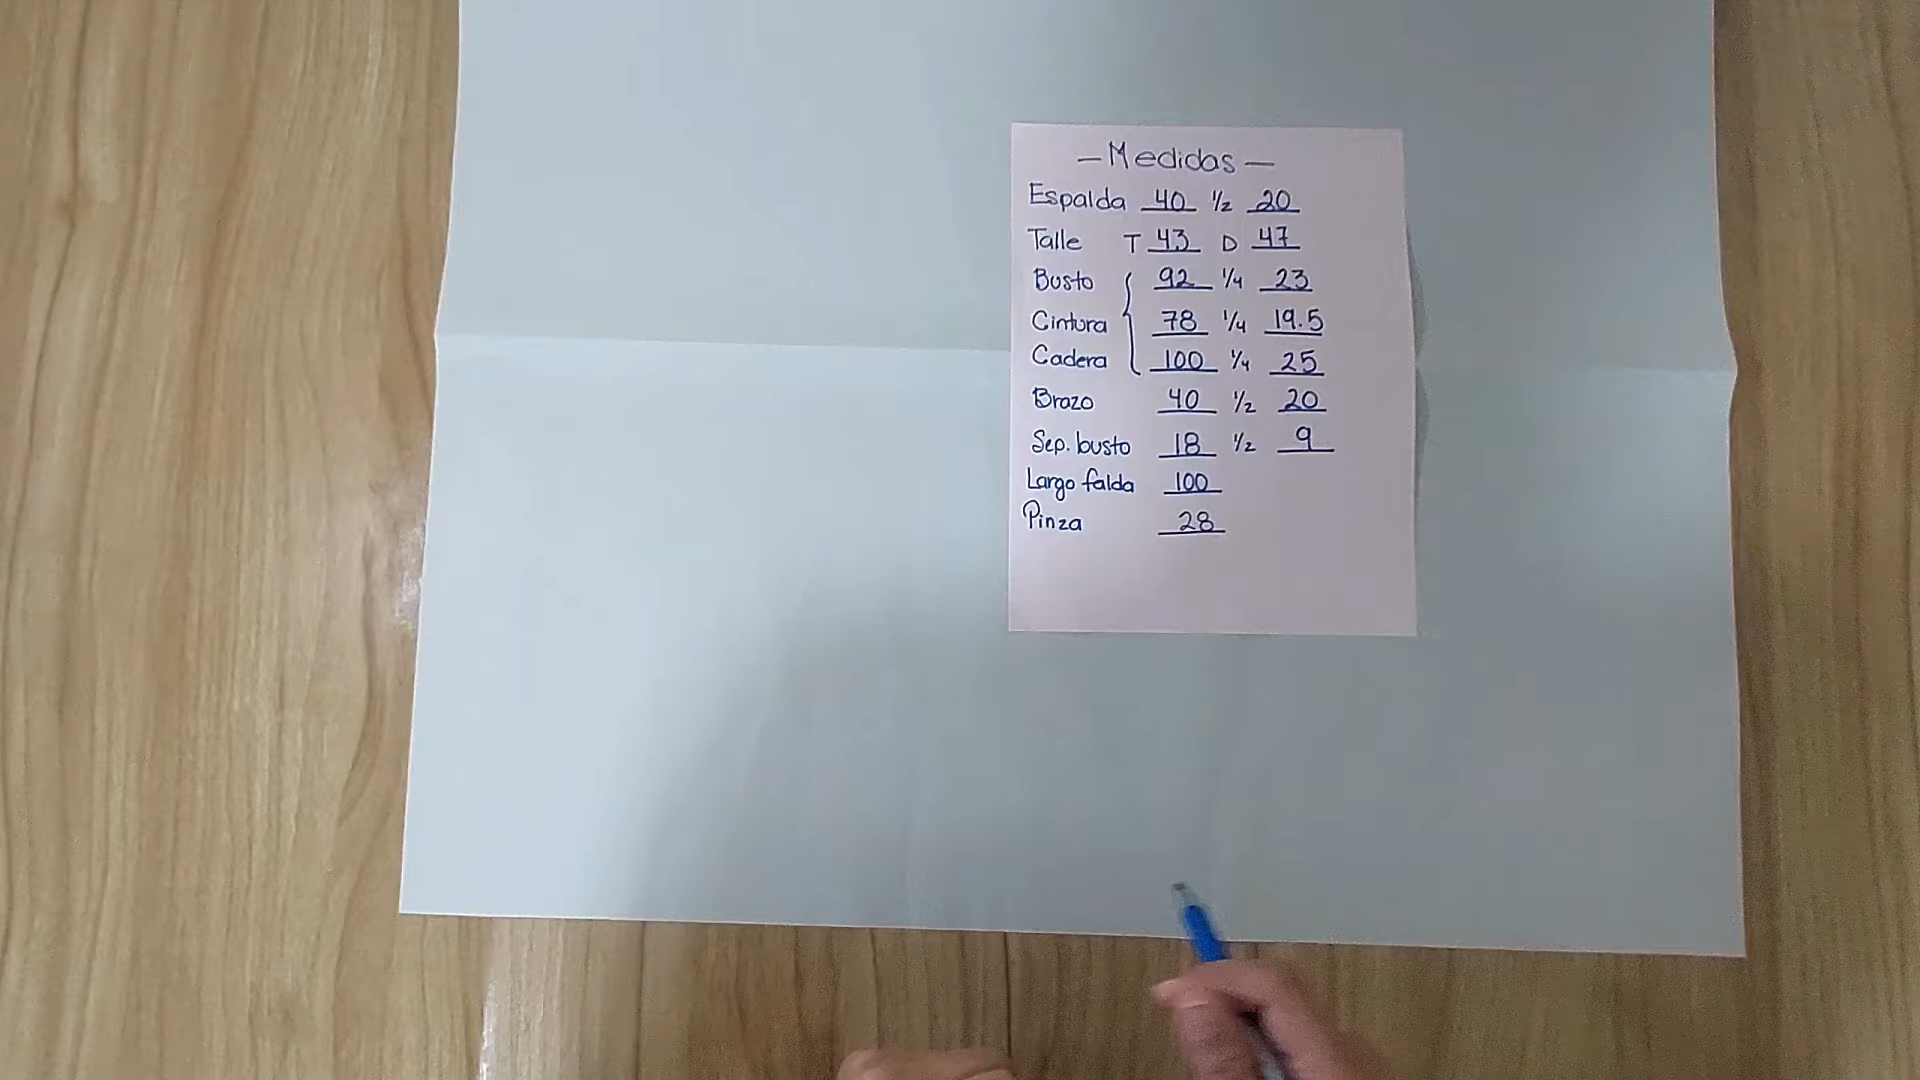 — Medidas —
Espalda 40 1/2 20
Talle T 43 D 47
Busto { 92 1/4 23
Cintura 78 1/4 19.5
Cadera 100 1/4 25
Brazo 40 1/2 20
Sep. busto 18 1/2 9
Largo falda 100
Pinza 28